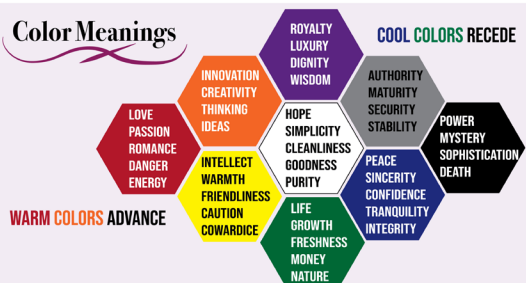 Color Meanings
ROYALTY
LUXURY
DIGNITY
WISDOM
COOL COLORS RECEDE
INNOVATION
CREATIVITY
THINKING
IDEAS
AUTHORITY
MATURITY
SECURITY
STABILITY
LOVE
PASSION
ROMANCE
DANGER
ENERGY
HOPE
SIMPLICITY
CLEANLINESS
GOODNESS
PURITY
POWER
MYSTERY
SOPHISTICATION
DEATH
INTELLECT
WARMTH
FRIENDLINESS
CAUTION
COWARDICE
PEACE
SINCERITY
CONFIDENCE
TRANQUILITY
INTEGRITY
WARM COLORS ADVANCE
LIFE
GROWTH
FRESHNESS
MONEY
NATURE